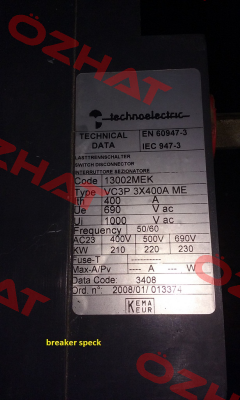 ÖZHAT
technoelectric
TECHNICAL DATA EN 60947-3 IEC 947-3
LASTTRENNSCHALTER
SWITCH DISCONNECTOR
INTERRUTTORE SEZIONATORE
Code 13002MEK
Type VC3P 3X400A ME
Ith 400 A
Ue 690 V ac
Ui 1000 V ac
Frequency 50/60
AC23 400V 500V 690V
KW 210 220 230
Fuse-T ----------
Max-A/Pv ---- A --- W
Data Code: 3408
Ord. n°: 2008/01/013374
KEMA
KEUR
breaker speck